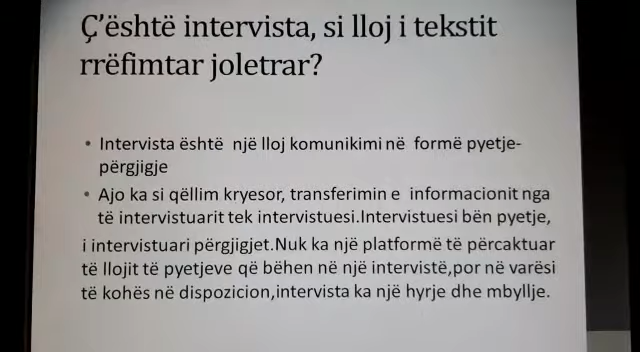 Ç’është intervista, si lloj i tekstit
rrëfimtar joletrar?
• Intervista është një lloj komunikimi në formë pyetje-
përgjigje
• Ajo ka si qëllim kryesor, transferimin e informacionit nga
të intervistuarit tek intervistuesi.Intervistuesi bën pyetje,
i intervistuari përgjigjet.Nuk ka një platformë të përcaktuar
të llojit të pyetjeve që bëhen në një intervistë,por në varësi
të kohës në dispozicion,intervista ka një hyrje dhe mbyllje.